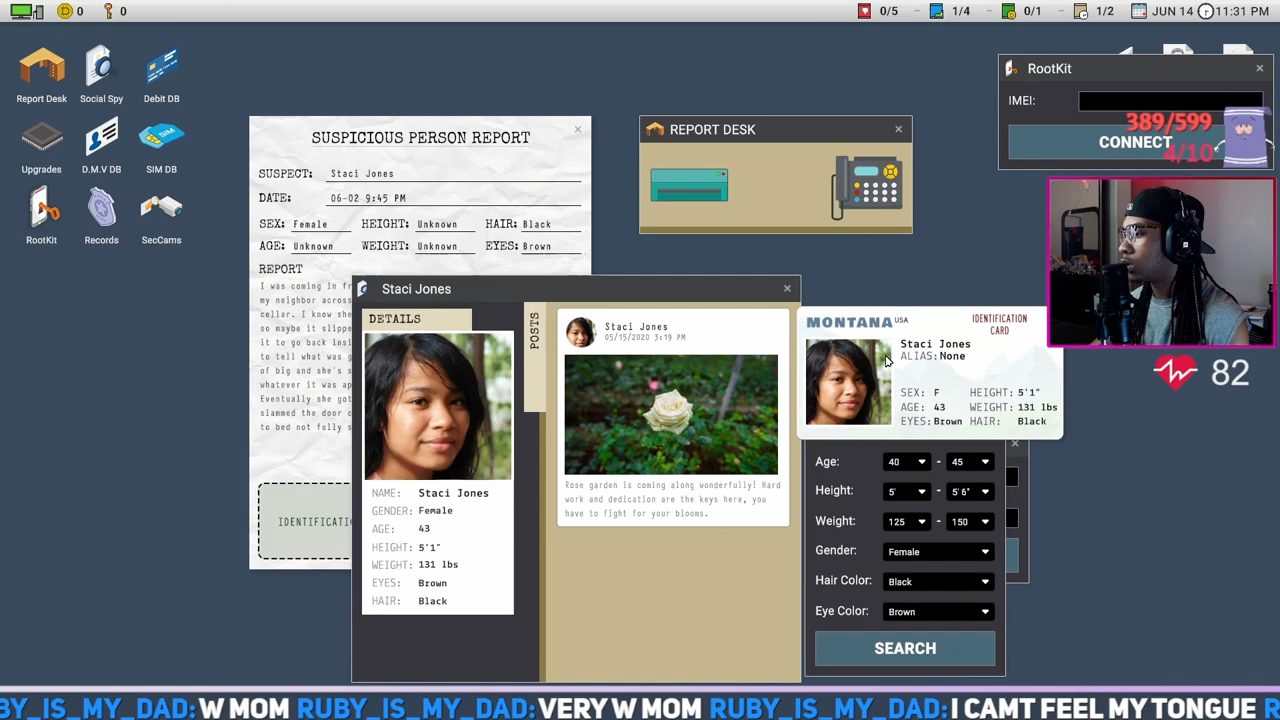 0
0
0/5
1/4
0/1
1/2
JUN 14
11:31 PM
Report Desk
Social Spy
Debit DB
Upgrades
D.M.V DB
SIM DB
RootKit
Records
SecCams
SUSPICIOUS PERSON REPORT
SUSPECT: Staci Jones
DATE: 06-02 9:45 PM
SEX: Female HEIGHT: Unknown HAIR: Black
AGE: Unknown WEIGHT: Unknown EYES: Brown
REPORT
I was coming in
my neighbor across
cellar. I know she
so maybe it slippe
it to go back insi
to tell what was
of big and she's s
whatever it was ap
Eventually she got
slammed the door c
to bed not fully s
IDENTIFICATI
REPORT DESK
RootKit
IMEI:
CONNECT
389/599
4/10
82
Staci Jones
DETAILS
NAME: Staci Jones
GENDER: Female
AGE: 43
HEIGHT: 5'1"
WEIGHT: 131 lbs
EYES: Brown
HAIR: Black
POSTS
Staci Jones
05/15/2020 3:19 PM
Rose garden is coming along wonderfully! Hard
work and dedication are the keys here, you
have to fight for your blooms.
MONTANA USA
IDENTIFICATION
CARD
Staci Jones
ALIAS: None
SEX: F HEIGHT: 5'1"
AGE: 43 WEIGHT: 131 lbs
EYES: Brown HAIR: Black
Age: 40 - 45
Height: 5' - 5' 6"
Weight: 125 - 150
Gender: Female
Hair Color: Black
Eye Color: Brown
SEARCH
BY_IS_MY_DAD: W MOM RUBY_IS_MY_DAD: VERY W MOM RUBY_IS_MY_DAD: I CAMT FEEL MY TONGUE R